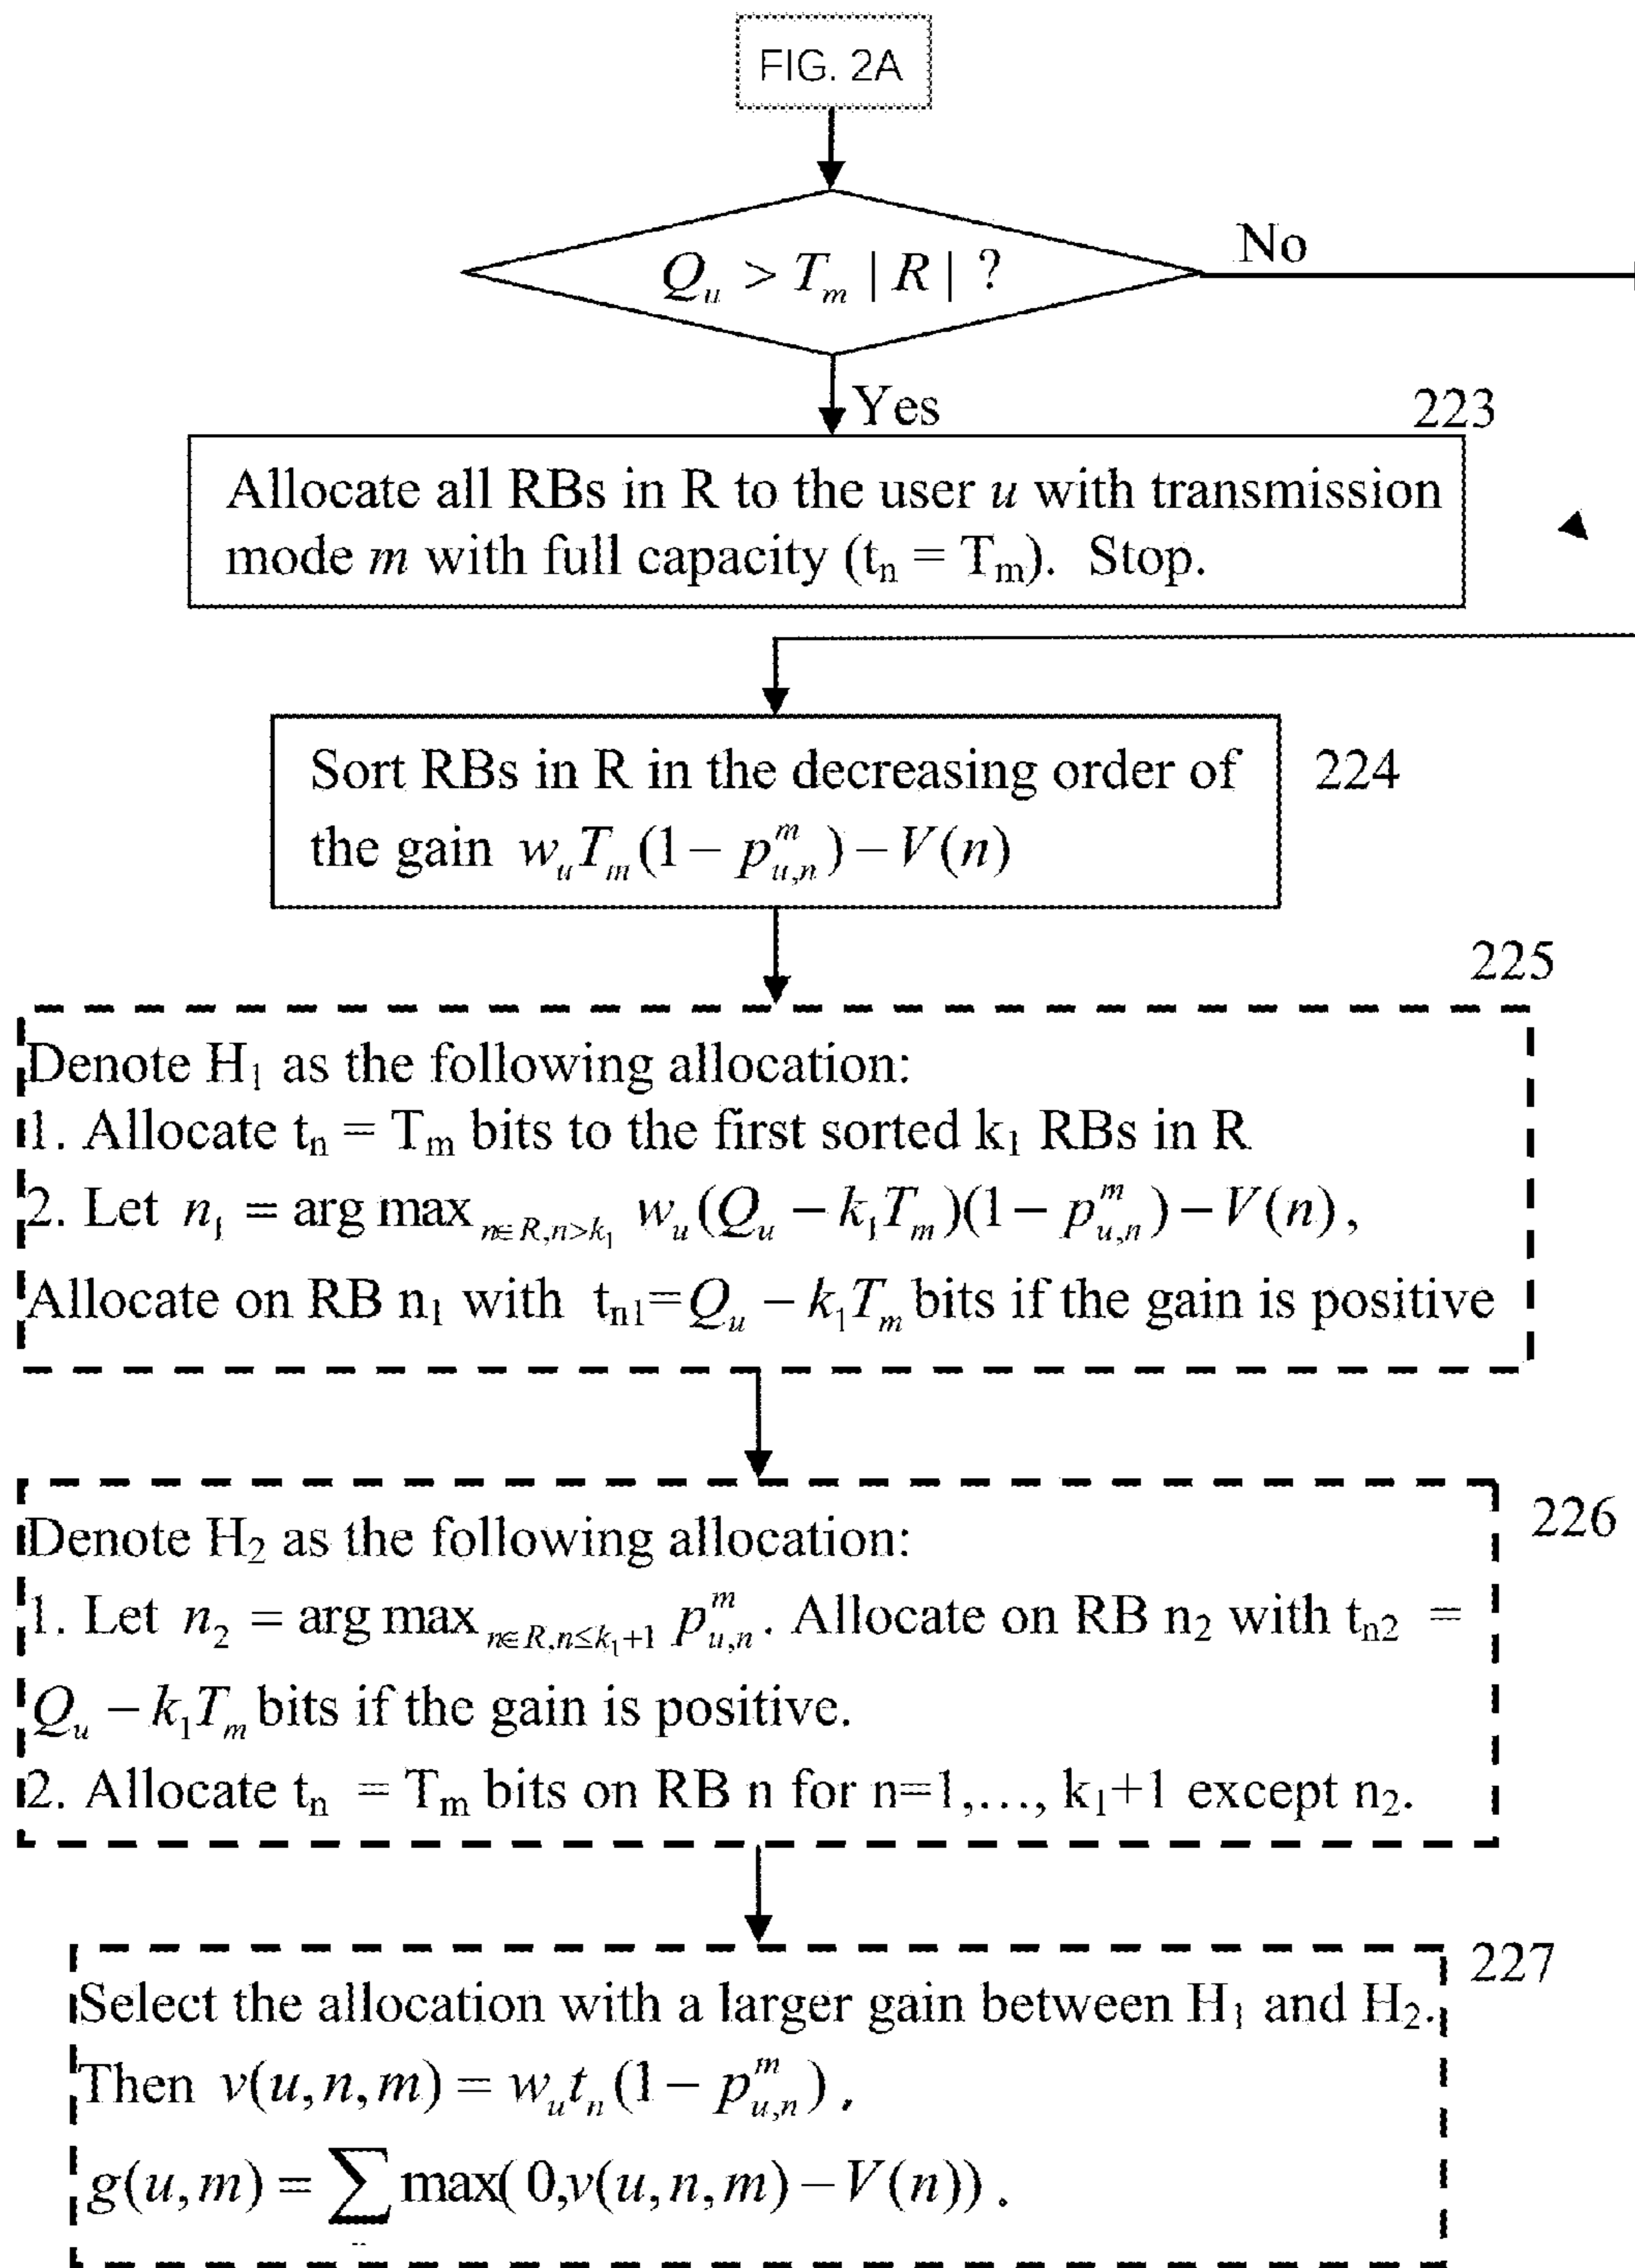 FIG. 2A
Q_u > T_m | R | ?
No
Yes
223
Allocate all RBs in R to the user u with transmission
mode m with full capacity (t_n = T_m). Stop.
Sort RBs in R in the decreasing order of
224
the gain w_u T_m (1 − p_{u,n}^m) − V(n)
225
Denote H_1 as the following allocation:
1. Allocate t_n = T_m bits to the first sorted k_1 RBs in R
2. Let n_1 = arg max_{n∈R,n>k_1} w_u (Q_u − k_1 T_m)(1 − p_{u,n}^m) − V(n),
Allocate on RB n_1 with t_{n1}=Q_u − k_1 T_m bits if the gain is positive
226
Denote H_2 as the following allocation:
1. Let n_2 = arg max_{n∈R,n≤k_1+1} p_{u,n}^m. Allocate on RB n_2 with t_{n2} =
Q_u − k_1 T_m bits if the gain is positive.
2. Allocate t_n = T_m bits on RB n for n=1,..., k_1+1 except n_2.
227
Select the allocation with a larger gain between H_1 and H_2.
Then v(u,n,m) = w_u t_n (1 − p_{u,n}^m),
g(u,m) = ∑ max( 0,v(u,n,m) − V(n)).